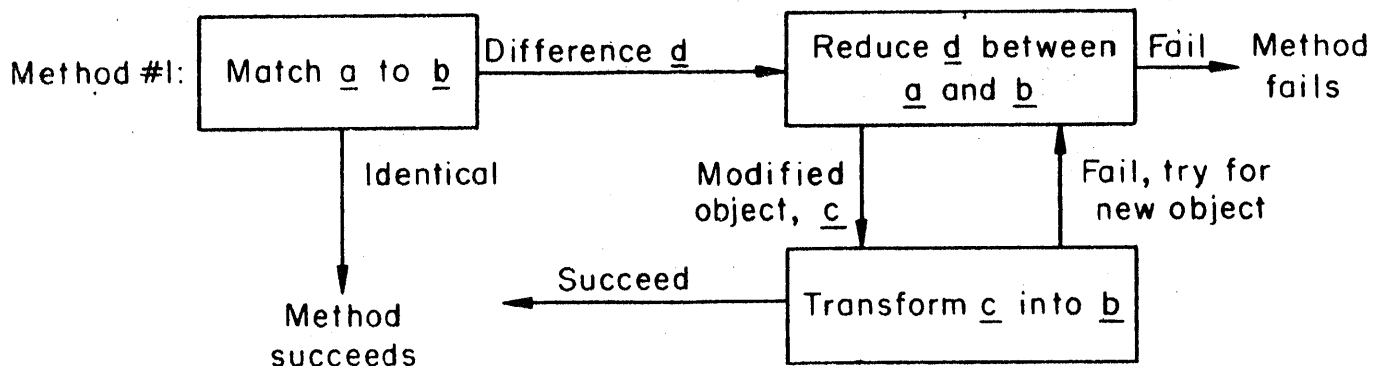 Method #1:
Match a to b
Difference d
Reduce d between
a and b
Fail
Method
fails
Identical
Modified
object, c
Fail, try for
new object
Succeed
Transform c into b
Method
succeeds